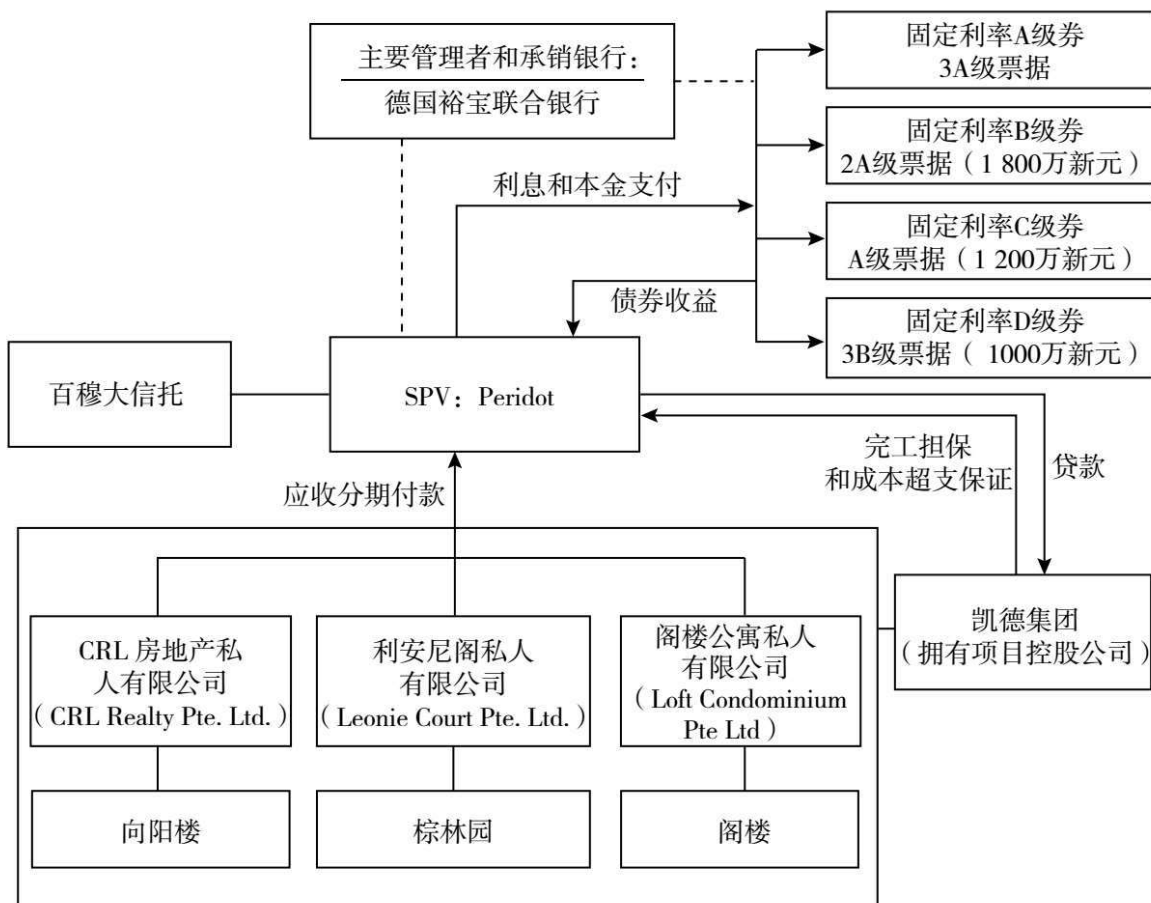 主要管理者和承销银行：
德国裕宝联合银行
固定利率A级券
3A级票据
固定利率B级券
2A级票据（1 800万新元）
利息和本金支付
固定利率C级券
A级票据（1 200万新元）
债券收益
固定利率D级券
3B级票据（ 1000万新元）
百穆大信托
SPV：Peridot
完工担保
和成本超支保证
贷款
应收分期付款
CRL 房地产私
人有限公司
（CRL Realty Pte. Ltd.）
利安尼阁私人
有限公司
（Leonie Court Pte. Ltd.）
阁楼公寓私人
有限公司
（Loft Condominium
Pte Ltd）
凯德集团
（拥有项目控股公司）
向阳楼
棕林园
阁楼